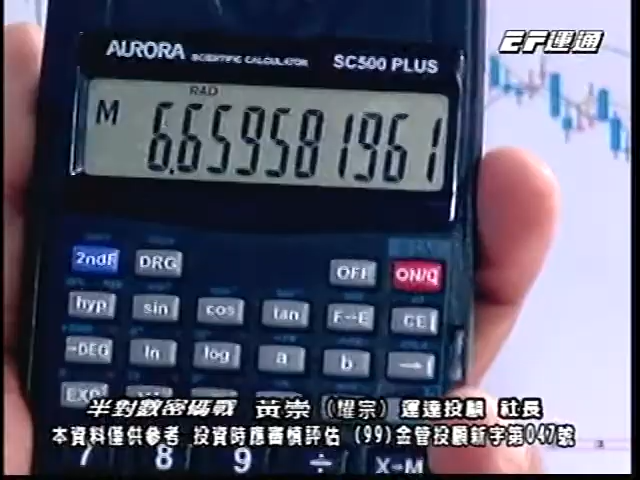 EF運通
AURORA SCIENTIFIC CALCULATOR SC500 PLUS
RAD
M 6.659581961
2ndF DRG OFF ON/C
hyp sin cos tan F↔E CE
→DEG ln log a b →
EXP
半對數密碼戰 黃崇(耀宗) 運達投顧 社長
本資料僅供參考 投資時應審慎評估 (99)金管投顧新字第047號
7 8 9 ÷ X→M